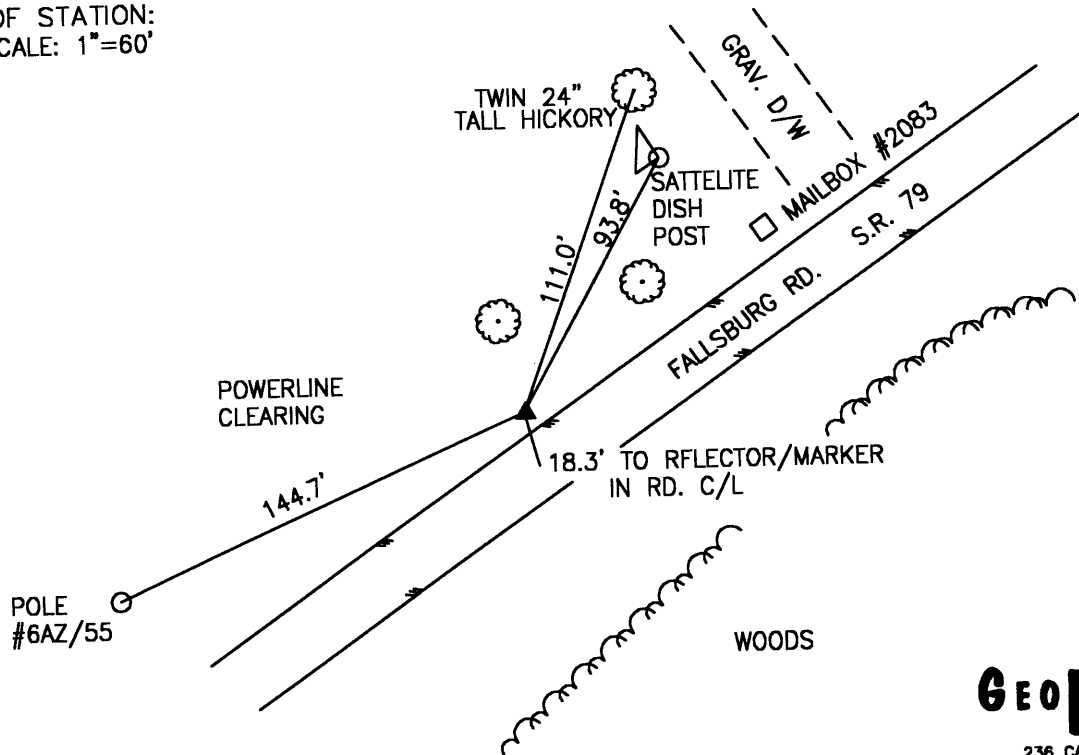 OF STATION:
CALE: 1"=60'
TWIN 24"
TALL HICKORY
GRAV. D/W
MAILBOX #2083
SATTELITE
DISH
POST
93.8'
111.0'
S.R. 79
FALLSBURG RD.
POWERLINE
CLEARING
18.3' TO RFLECTOR/MARKER
IN RD. C/L
144.7'
POLE
#6AZ/55
WOODS
GEO
236